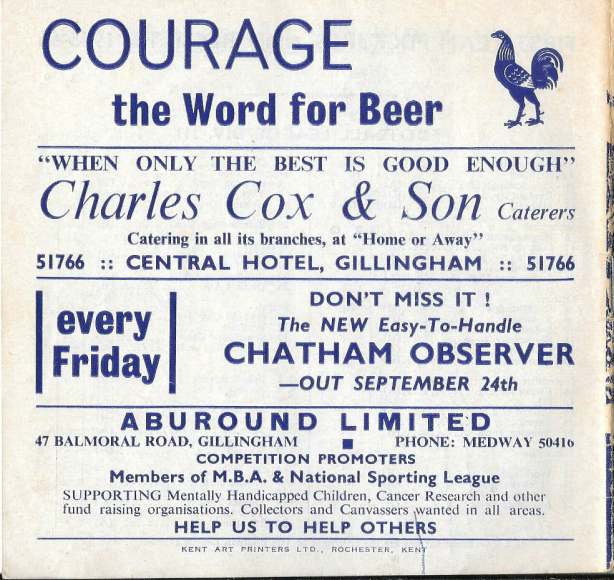 COURAGE
the Word for Beer
"WHEN ONLY THE BEST IS GOOD ENOUGH"
Charles Cox & Son Caterers
Catering in all its branches, at "Home or Away"
51766 :: CENTRAL HOTEL, GILLINGHAM :: 51766
every
Friday
DON'T MISS IT !
The NEW Easy-To-Handle
CHATHAM OBSERVER
—OUT SEPTEMBER 24th
ABUROUND LIMITED
47 BALMORAL ROAD, GILLINGHAM ■ PHONE: MEDWAY 50416
COMPETITION PROMOTERS
Members of M.B.A. & National Sporting League
SUPPORTING Mentally Handicapped Children, Cancer Research and other
fund raising organisations. Collectors and Canvassers wanted in all areas.
HELP US TO HELP OTHERS
KENT ART PRINTERS LTD., ROCHESTER, KENT